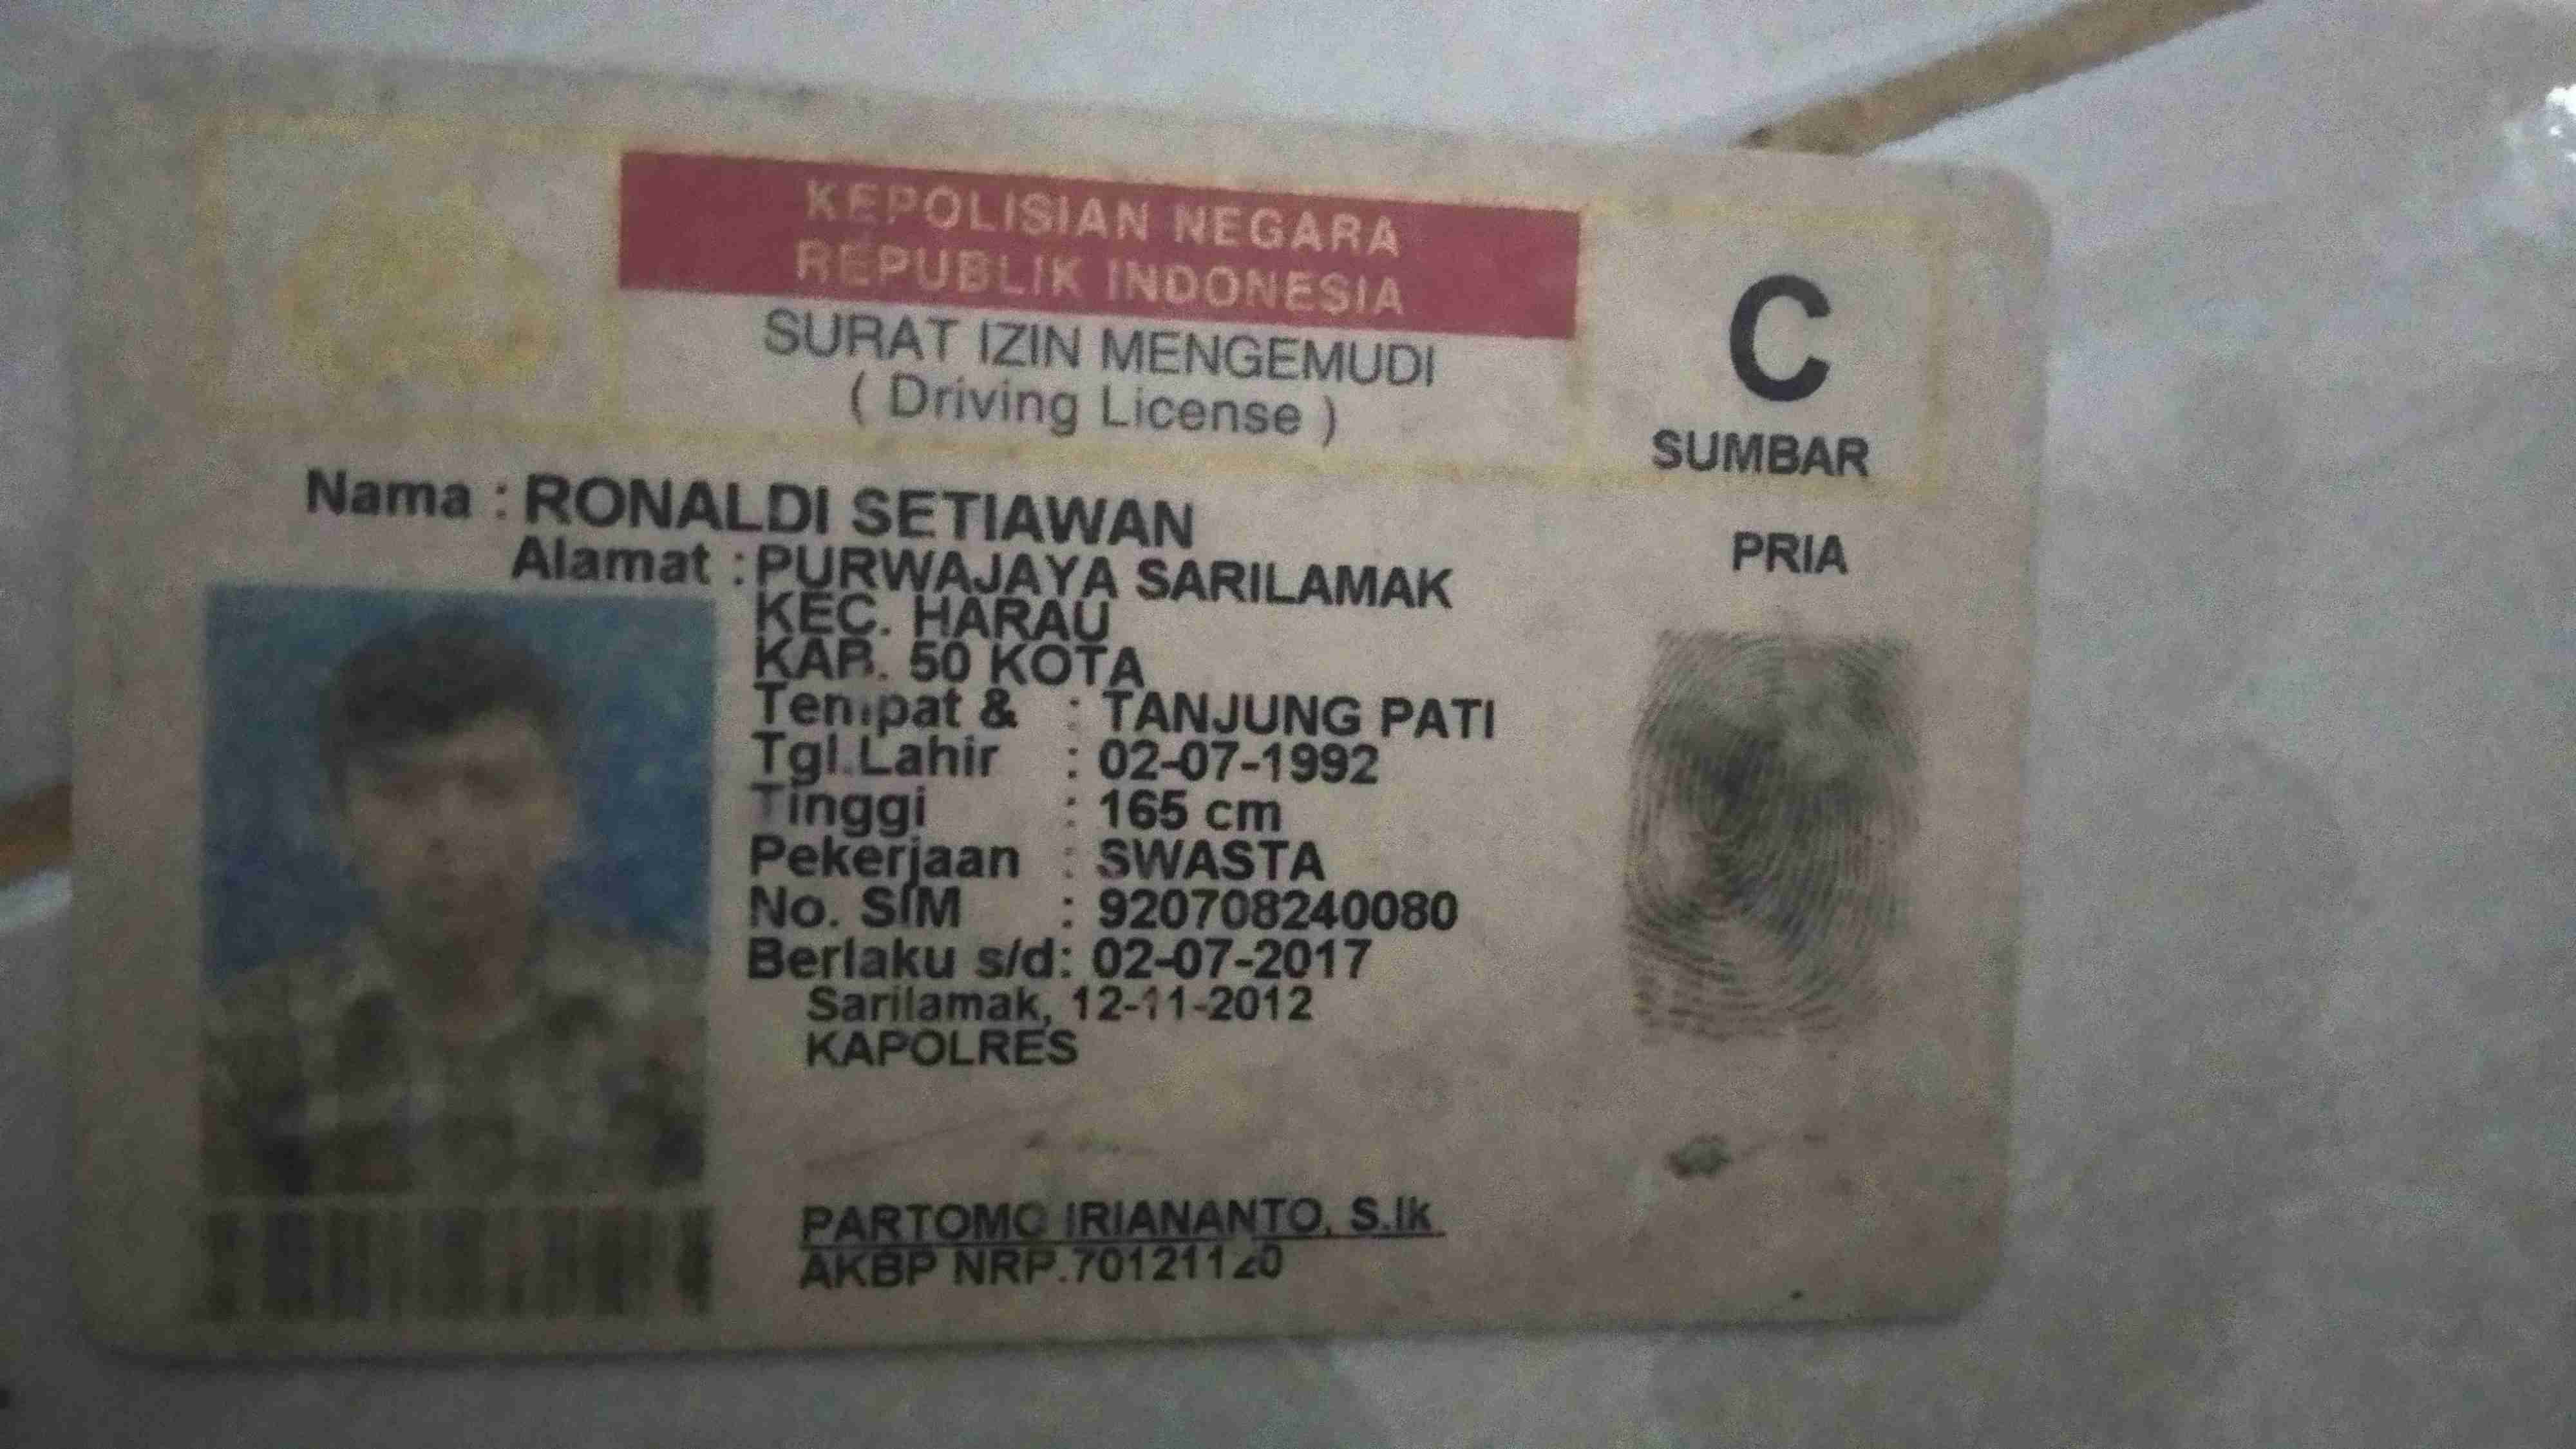 KEPOLISIAN NEGARA
REPUBLIK INDONESIA
SURAT IZIN MENGEMUDI
( Driving License )
C
SUMBAR
Nama : RONALDI SETIAWAN
PRIA
Alamat : PURWAJAYA SARILAMAK
KEC. HARAU
KAB. 50 KOTA
Tempat & : TANJUNG PATI
Tgl.Lahir : 02-07-1992
Tinggi : 165 cm
Pekerjaan : SWASTA
No. SIM : 920708240080
Berlaku s/d: 02-07-2017
Sarilamak, 12-11-2012
KAPOLRES
PARTOMO IRIANANTO, S.Ik
AKBP NRP.70121120